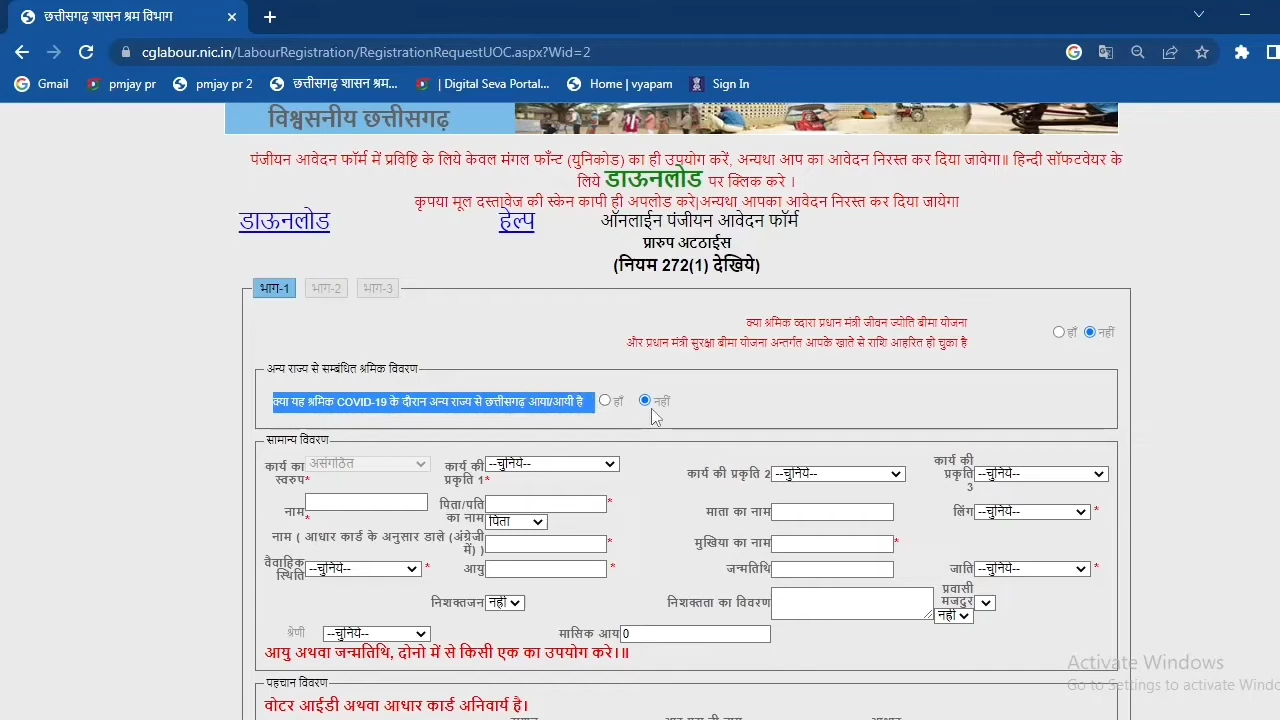 छत्तीसगढ़ शासन श्रम विभाग
cglabour.nic.in/LabourRegistration/RegistrationRequestUOC.aspx?Wid=2
Gmail pmjay pr pmjay pr 2 छत्तीसगढ़ शासन श्रम... | Digital Seva Portal... Home | vyapam Sign In
विश्वसनीय छत्तीसगढ़
पंजीयन आवेदन फॉर्म में प्रविष्टि के लिये केवल मंगल फॉन्ट (युनिकोड) का ही उपयोग करें, अन्यथा आप का आवेदन निरस्त कर दिया जावेगा॥ हिन्दी सॉफटवेयर के
लिये डाऊनलोड पर क्लिक करे ।
कृपया मूल दस्तावेज की स्केन कापी ही अपलोड करे|अन्यथा आपका आवेदन निरस्त कर दिया जायेगा
डाऊनलोड हेल्प ऑनलाईन पंजीयन आवेदन फॉर्म
प्रारुप अटठाईस
(नियम 272(1) देखिये)
भाग-1 भाग-2 भाग-3
क्या श्रमिक व्दारा प्रधान मंत्री जीवन ज्योति बीमा योजना
और प्रधान मंत्री सुरक्षा बीमा योजना अन्तर्गत आपके खाते से राशि आहरित हो चुका है
हाँ नहीं
अन्य राज्य से सम्बंधित श्रमिक विवरण
क्या यह श्रमिक COVID-19 के दौरान अन्य राज्य से छत्तीसगढ़ आया/आयी है हाँ नहीं
सामान्य विवरण
कार्य का स्वरुप* असंगठित कार्य की प्रकृति 1* --चुनिये-- कार्य की प्रकृति 2 --चुनिये-- कार्य की प्रकृति 3 --चुनिये--
नाम* पिता/पति का नाम * पिता माता का नाम लिंग --चुनिये-- *
नाम ( आधार कार्ड के अनुसार डाले (अंग्रेजी में) ) * मुखिया का नाम *
वैवाहिक स्थिति --चुनिये-- * आयु * जन्मतिथि जाति --चुनिये-- *
निशक्तजन नहीं निशक्तता का विवरण प्रवासी मजदुर नहीं
श्रेणी --चुनिये-- मासिक आय 0
आयु अथवा जन्मतिथि, दोनो में से किसी एक का उपयोग करे।॥
Activate Windows
Go to Settings to activate Windo
पहचान विवरण
वोटर आईडी अथवा आधार कार्ड अनिवार्य है।